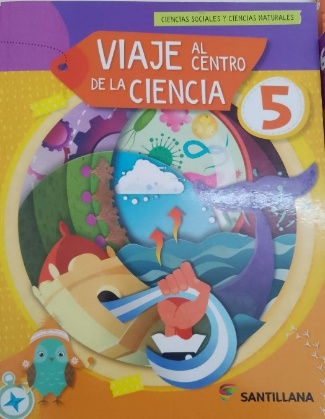 CIENCIAS SOCIALES Y CIENCIAS NATURALES
VIAJE AL CENTRO
DE LA CIENCIA
5
SANTILLANA